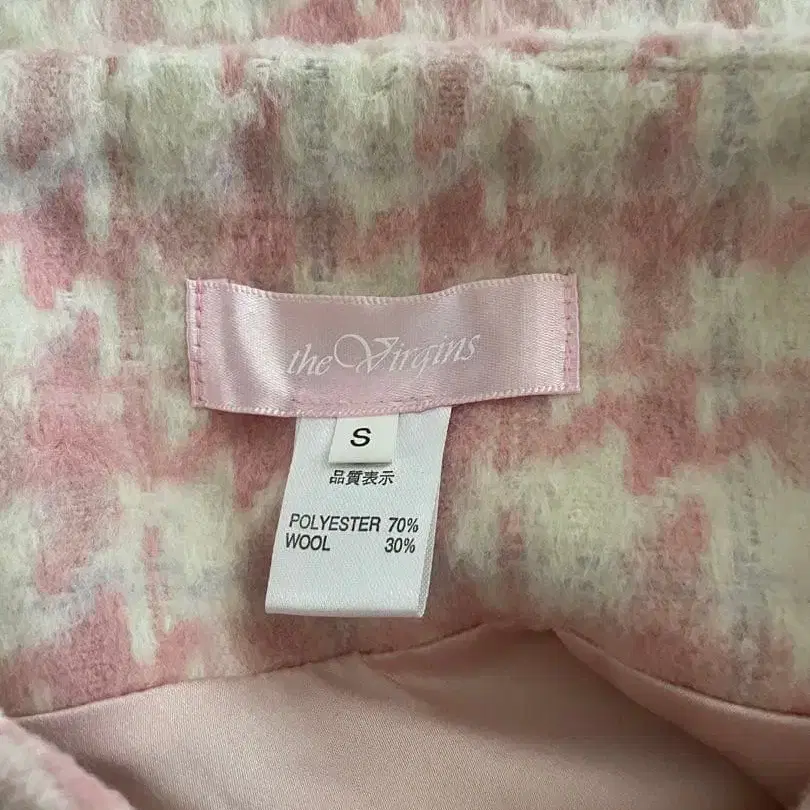 the Virgins
S
品質表示
POLYESTER 70%
WOOL 30%